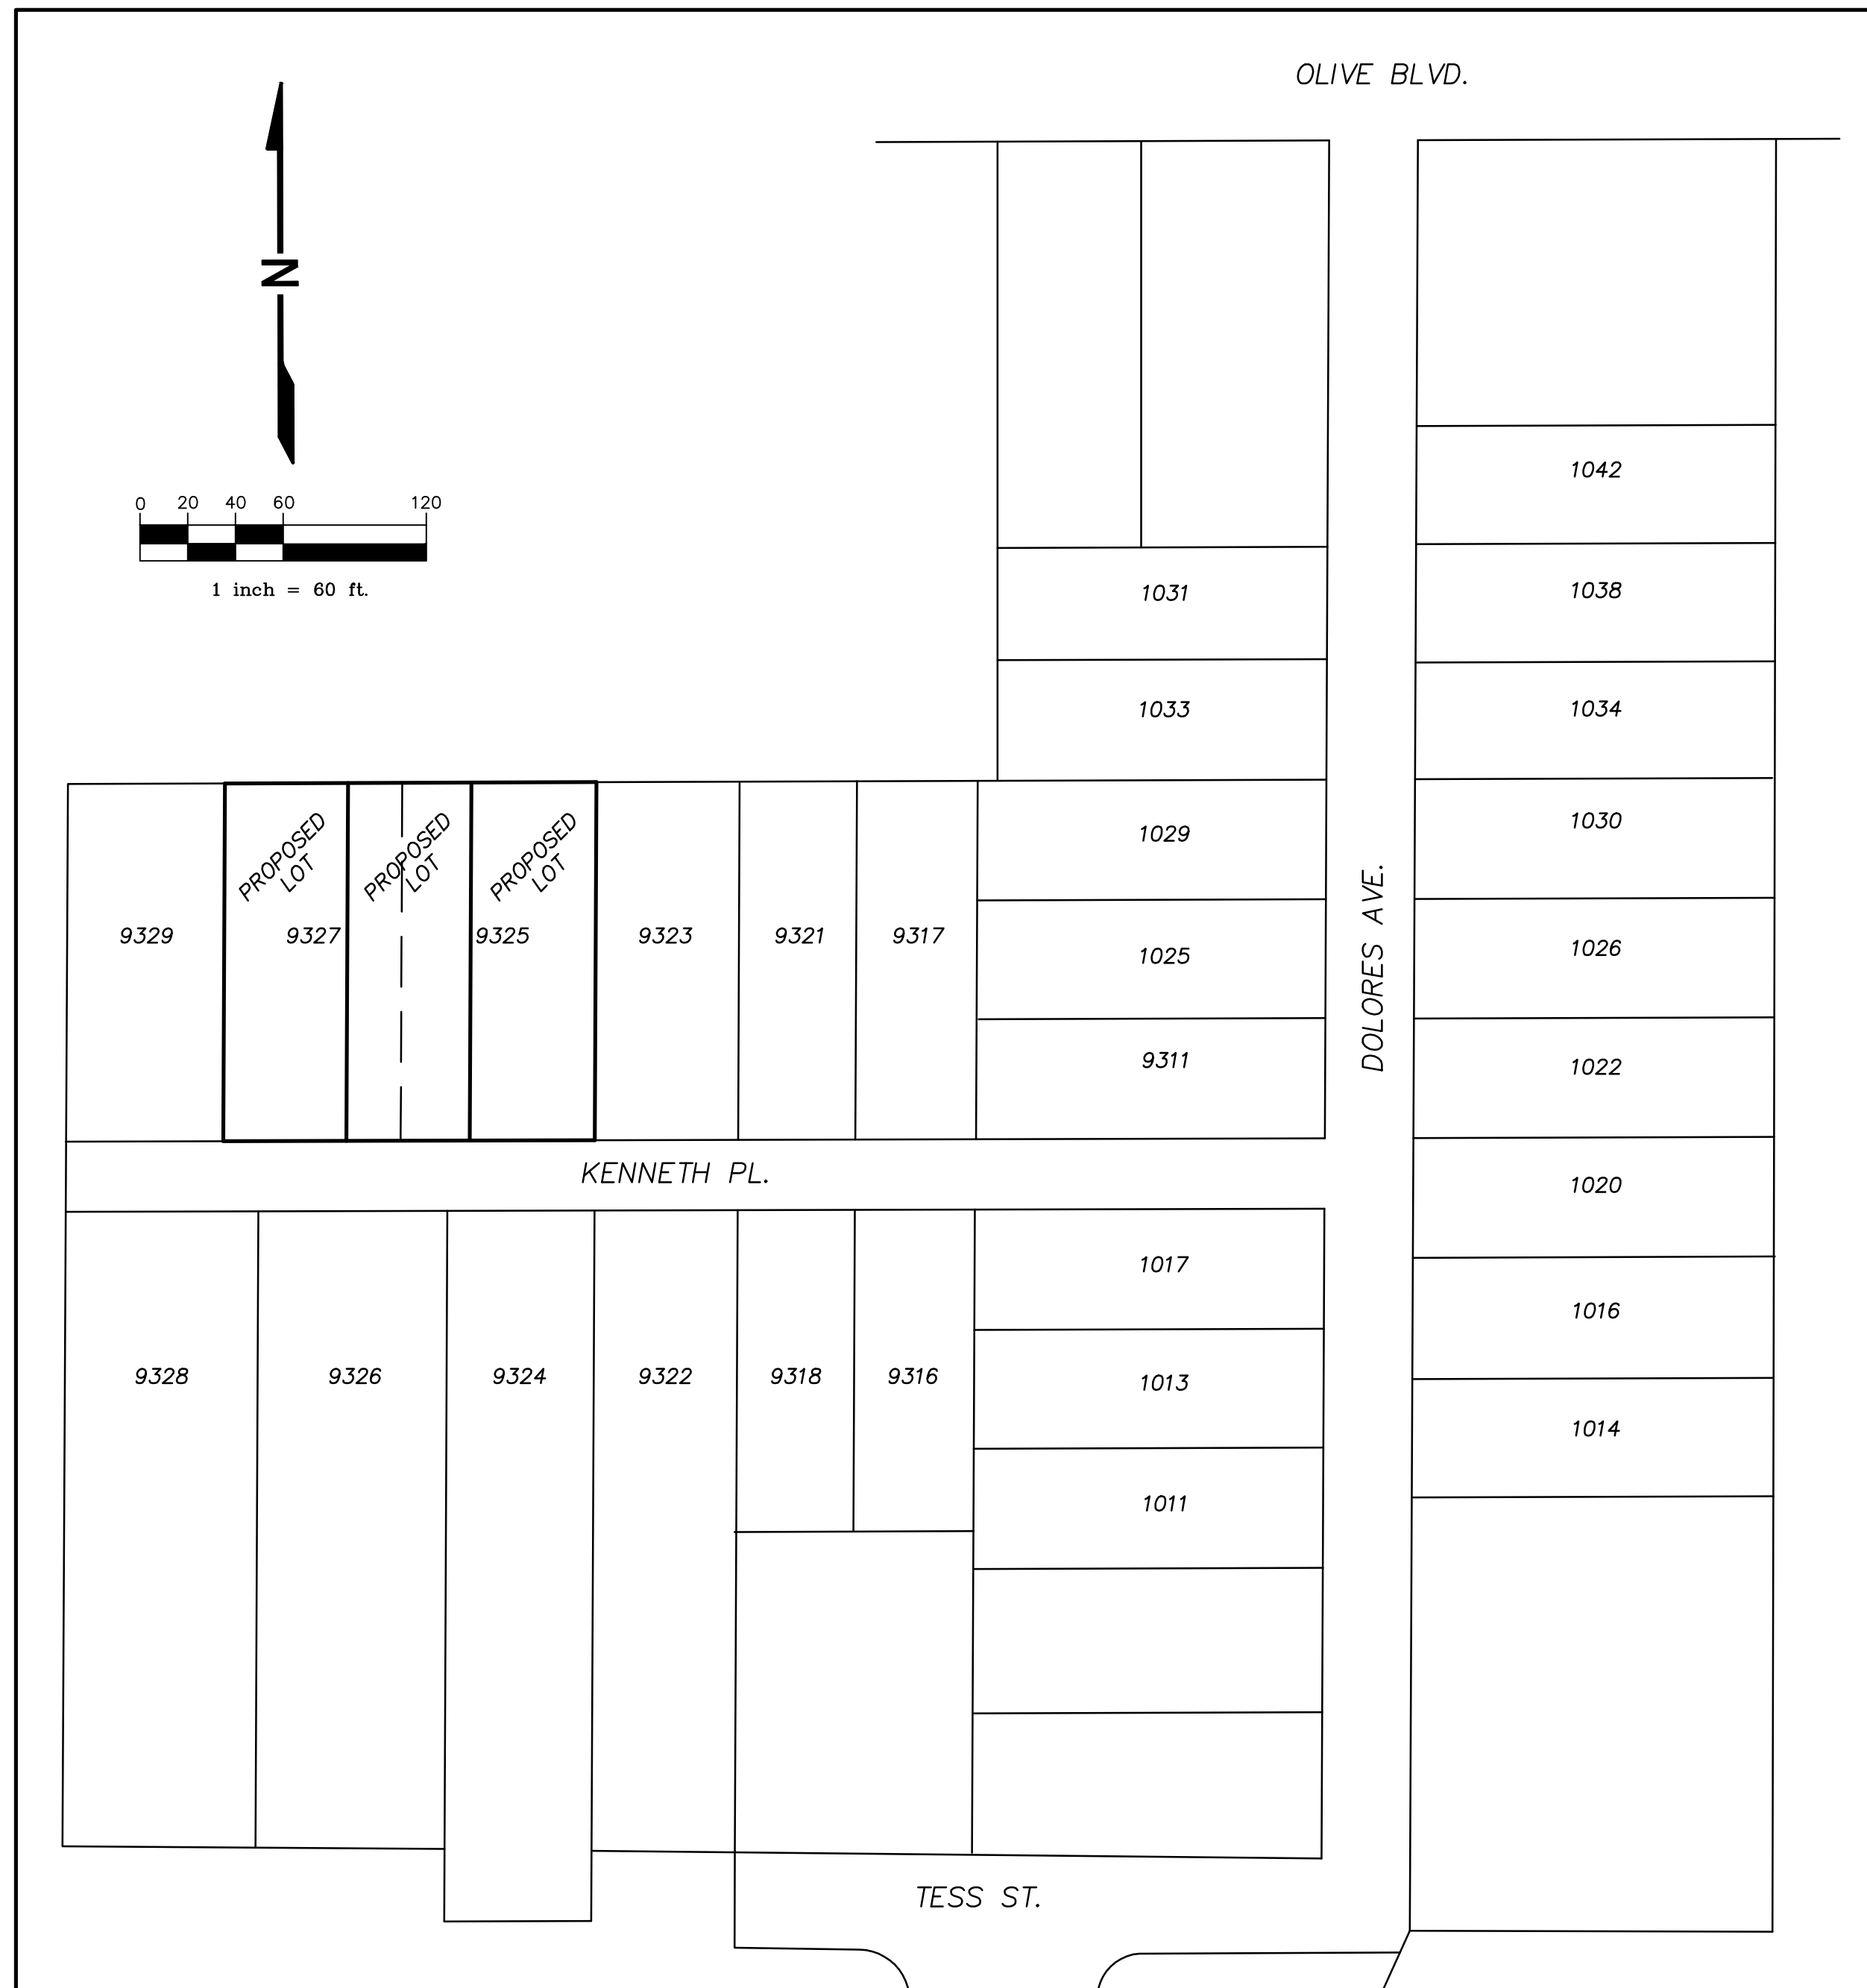 OLIVE BLVD.
N
0 20 40 60 120
1 inch = 60 ft.
1042
1031
1038
1033
1034
1029
1030
PROPOSED
LOT
PROPOSED
LOT
PROPOSED
LOT
9329
9327
9325
9323
9321
9317
1025
1026
DOLORES AVE.
9311
1022
KENNETH PL.
1020
1017
1016
9328
9326
9324
9322
9318
9316
1013
1014
1011
TESS ST.